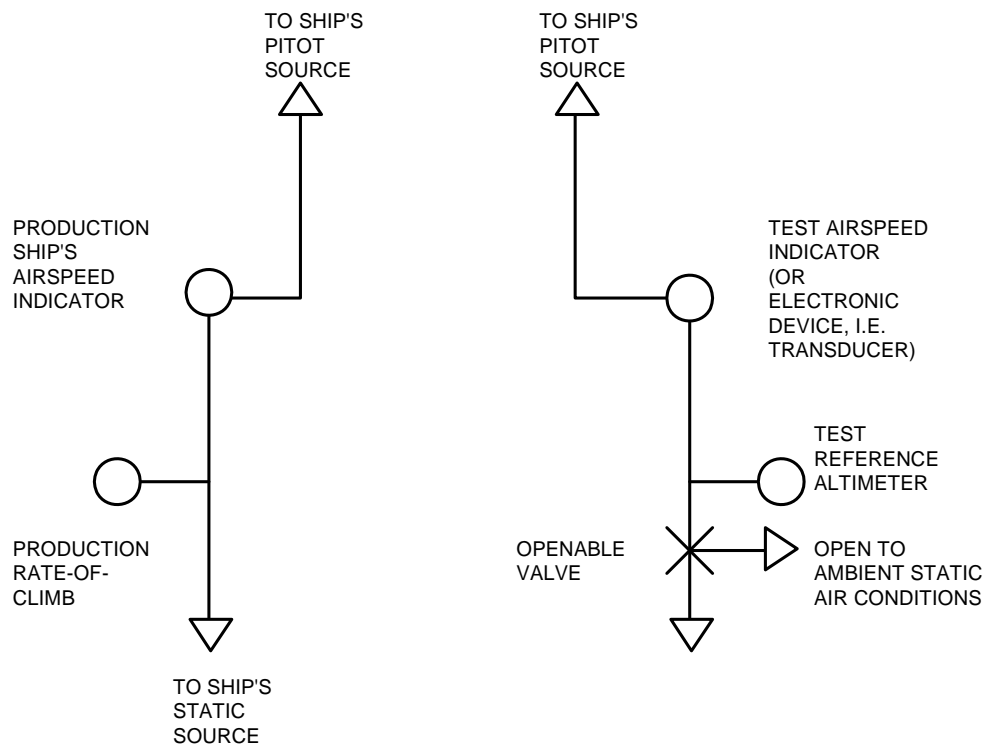 TO SHIP'S
PITOT
SOURCE
TO SHIP'S
PITOT
SOURCE
PRODUCTION
SHIP'S
AIRSPEED
INDICATOR
TEST AIRSPEED
INDICATOR
(OR
ELECTRONIC
DEVICE, I.E.
TRANSDUCER)
TEST
REFERENCE
ALTIMETER
PRODUCTION
RATE-OF-
CLIMB
OPENABLE
VALVE
OPEN TO
AMBIENT STATIC
AIR CONDITIONS
TO SHIP'S
STATIC
SOURCE